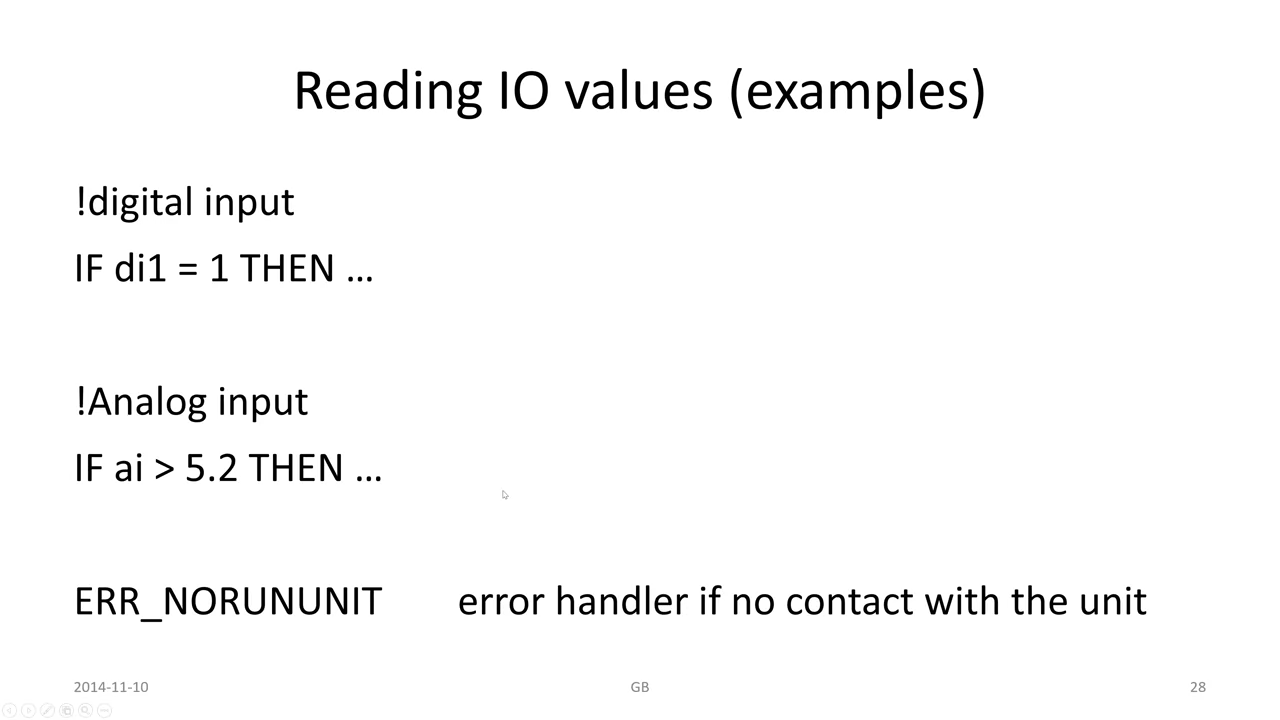 Reading IO values (examples)
!digital input
IF di1 = 1 THEN …
!Analog input
IF ai > 5.2 THEN …
ERR_NORUNUNIT error handler if no contact with the unit
2014-11-10 GB 28